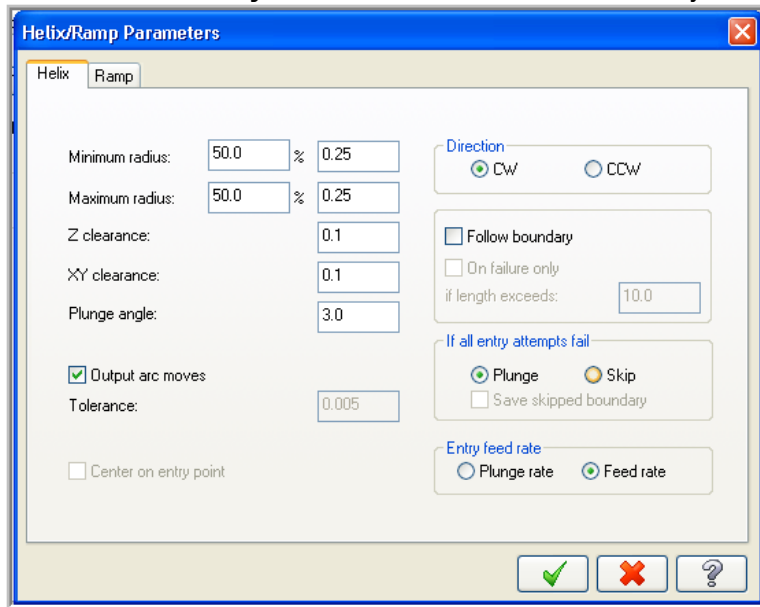 Helix/Ramp Parameters
Helix Ramp
Minimum radius: 50.0 % 0.25
Maximum radius: 50.0 % 0.25
Z clearance: 0.1
XY clearance: 0.1
Plunge angle: 3.0
Output arc moves
Tolerance: 0.005
Center on entry point
Direction
CW CCW
Follow boundary
On failure only
if length exceeds: 10.0
If all entry attempts fail
Plunge Skip
Save skipped boundary
Entry feed rate
Plunge rate Feed rate